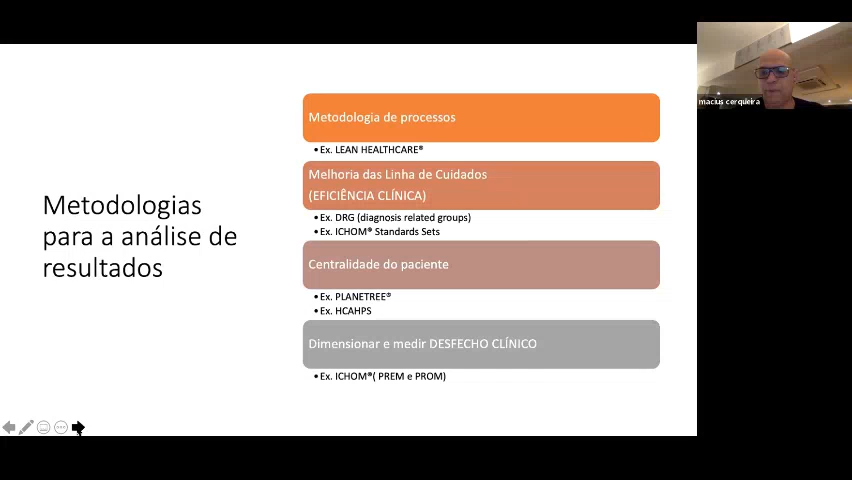 Metodologias
para a análise de
resultados
Metodologia de processos
• Ex. LEAN HEALTHCARE®
Melhoria das Linha de Cuidados
(EFICIÊNCIA CLÍNICA)
• Ex. DRG (diagnosis related groups)
• Ex. ICHOM® Standards Sets
Centralidade do paciente
• Ex. PLANETREE®
• Ex. HCAHPS
Dimensionar e medir DESFECHO CLÍNICO
• Ex. ICHOM®( PREM e PROM)
macius cerqueira